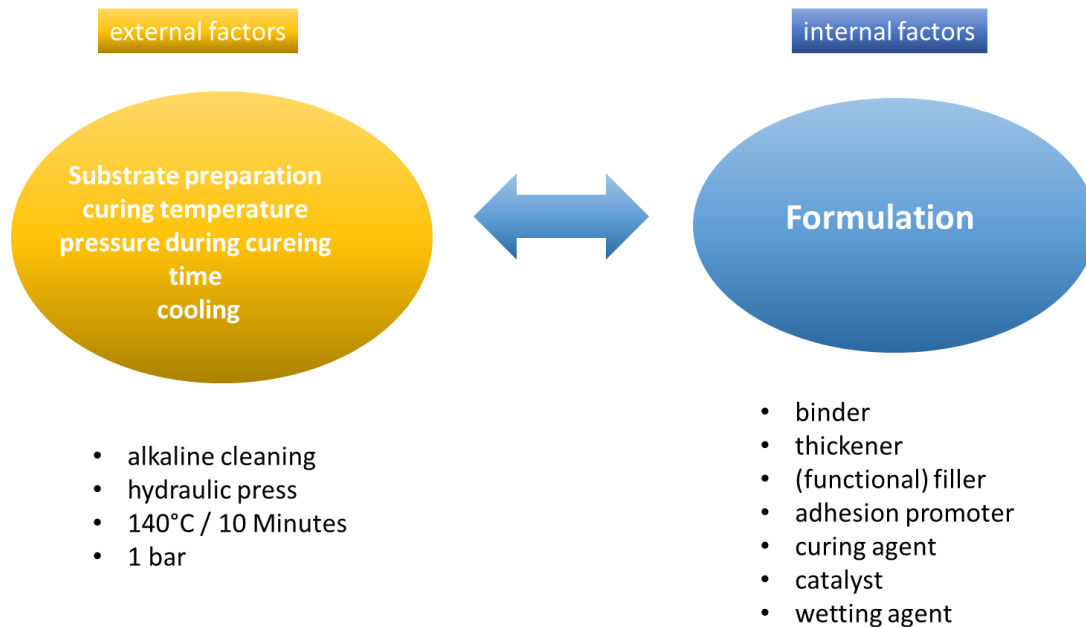 external factors
internal factors
Substrate preparation
curing temperature
pressure during cureing
time
cooling
Formulation
• alkaline cleaning
• hydraulic press
• 140°C / 10 Minutes
• 1 bar
• binder
• thickener
• (functional) filler
• adhesion promoter
• curing agent
• catalyst
• wetting agent